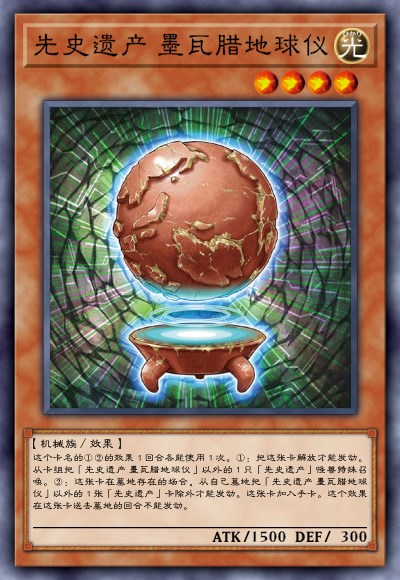 先史遗产 墨瓦腊地球仪
光
【机械族／效果】
这个卡名的①②的效果1回合各能使用1次。①：把这张卡解放才能发动。
从卡组把「先史遗产 墨瓦腊地球仪」以外的1只「先史遗产」怪兽特殊召
唤。②：这张卡在墓地存在的场合，从自己墓地把「先史遗产 墨瓦腊地球
仪」以外的1张「先史遗产」卡除外才能发动。这张卡加入手卡。这个效果
在这张卡送去墓地的回合不能发动。
ATK/1500 DEF/ 300